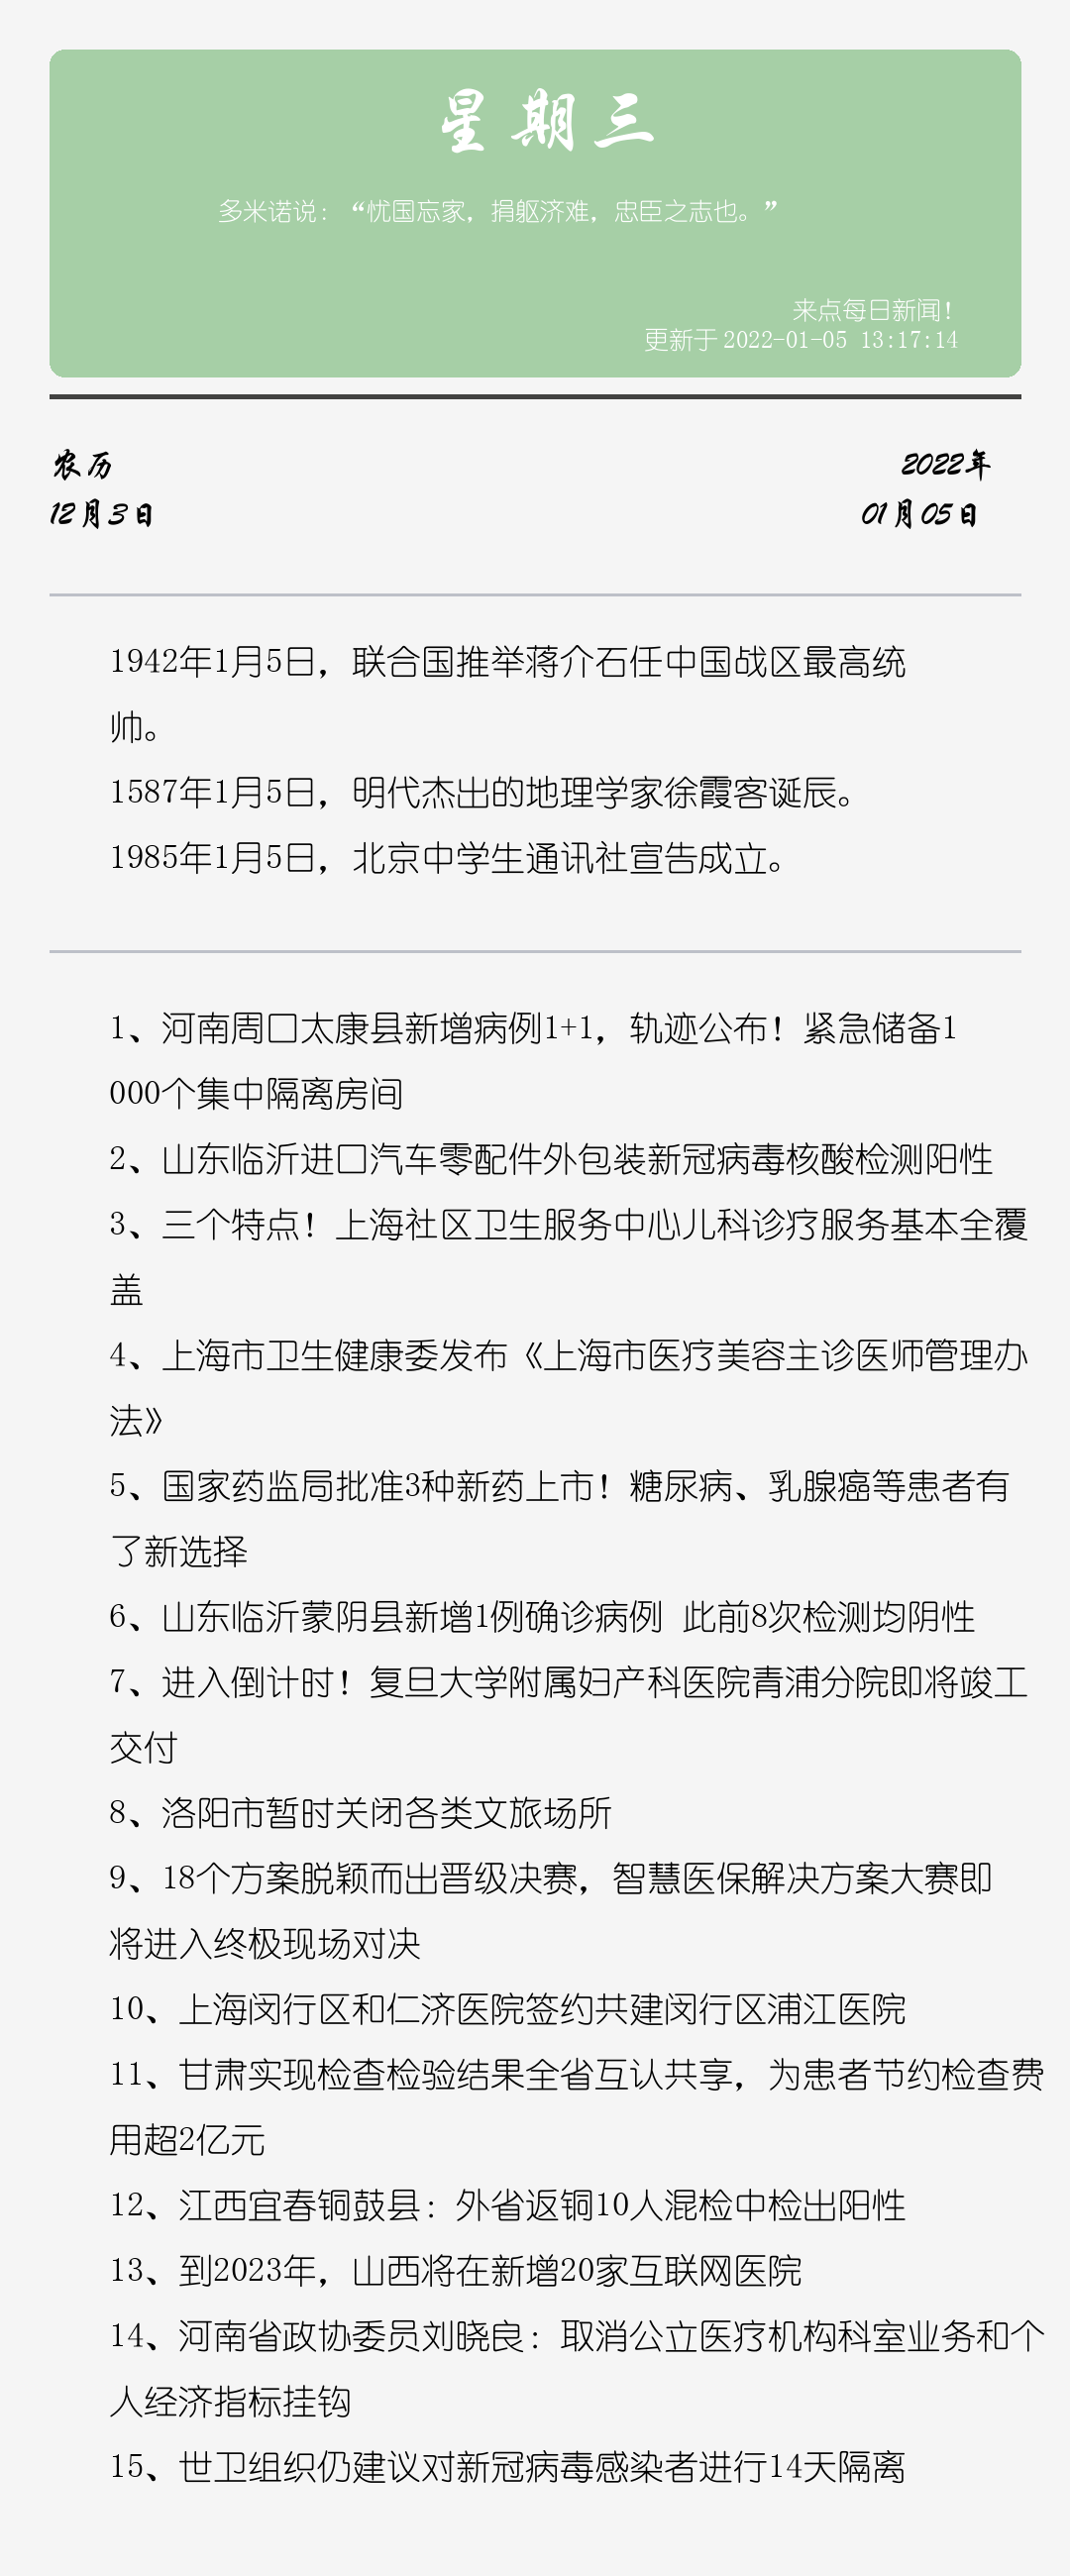 星期三
多米诺说：“忧国忘家，捐躯济难，忠臣之志也。”
来点每日新闻！
更新于 2022-01-05 13:17:14
农历
2022年
12月3日
01月05日
1942年1月5日，联合国推举蒋介石任中国战区最高统
帅。
1587年1月5日，明代杰出的地理学家徐霞客诞辰。
1985年1月5日，北京中学生通讯社宣告成立。
1、河南周口太康县新增病例1+1，轨迹公布！紧急储备1
000个集中隔离房间
2、山东临沂进口汽车零配件外包装新冠病毒核酸检测阳性
3、三个特点！上海社区卫生服务中心儿科诊疗服务基本全覆
盖
4、上海市卫生健康委发布《上海市医疗美容主诊医师管理办
法》
5、国家药监局批准3种新药上市！糖尿病、乳腺癌等患者有
了新选择
6、山东临沂蒙阴县新增1例确诊病例 此前8次检测均阴性
7、进入倒计时！复旦大学附属妇产科医院青浦分院即将竣工
交付
8、洛阳市暂时关闭各类文旅场所
9、18个方案脱颖而出晋级决赛，智慧医保解决方案大赛即
将进入终极现场对决
10、上海闵行区和仁济医院签约共建闵行区浦江医院
11、甘肃实现检查检验结果全省互认共享，为患者节约检查费
用超2亿元
12、江西宜春铜鼓县：外省返铜10人混检中检出阳性
13、到2023年，山西将在新增20家互联网医院
14、河南省政协委员刘晓良：取消公立医疗机构科室业务和个
人经济指标挂钩
15、世卫组织仍建议对新冠病毒感染者进行14天隔离